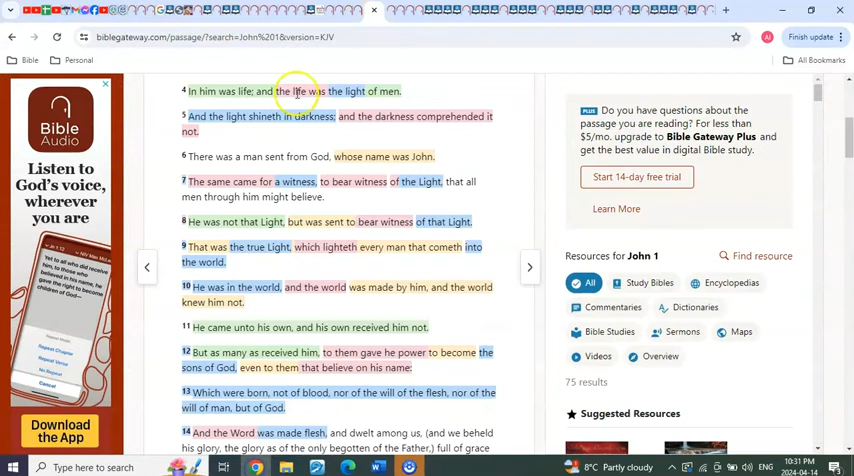 biblegateway.com/passage/?search=John%201&version=KJV
Finish update
Bible
Personal
All Bookmarks
Bible
Audio
Listen to
God's voice,
wherever
you are
Download
the App
4 In him was life; and the life was the light of men.
5 And the light shineth in darkness; and the darkness comprehended it
not.
6 There was a man sent from God, whose name was John.
7 The same came for a witness, to bear witness of the Light, that all
men through him might believe.
8 He was not that Light, but was sent to bear witness of that Light.
9 That was the true Light, which lighteth every man that cometh into
the world.
10 He was in the world, and the world was made by him, and the world
knew him not.
11 He came unto his own, and his own received him not.
12 But as many as received him, to them gave he power to become the
sons of God, even to them that believe on his name:
13 Which were born, not of blood, nor of the will of the flesh, nor of the
will of man, but of God.
14 And the Word was made flesh, and dwelt among us, (and we beheld
his glory, the glory as of the only begotten of the Father,) full of grace
PLUS Do you have questions about the
passage you are reading? For less than
$5/mo. upgrade to Bible Gateway Plus and
get the best value in digital Bible study.
Start 14-day free trial
Learn More
Resources for John 1
Find resource
All
Study Bibles
Encyclopedias
Commentaries
Dictionaries
Bible Studies
Sermons
Maps
Videos
Overview
75 results
Suggested Resources
Type here to search
8°C Partly cloudy
ENG
10:31 PM
2024-04-14